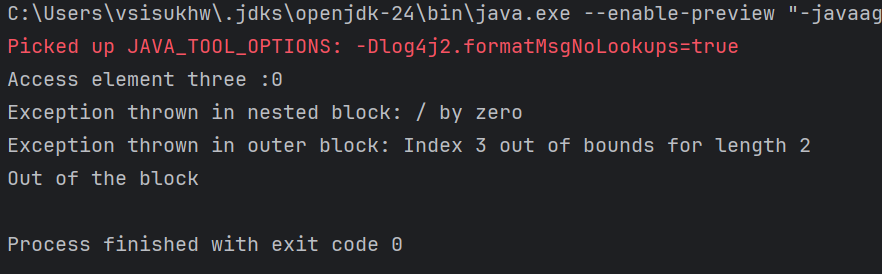 C:\Users\vsisukhw\.jdks\openjdk-24\bin\java.exe --enable-preview "-javaag
Picked up JAVA_TOOL_OPTIONS: -Dlog4j2.formatMsgNoLookups=true
Access element three :0
Exception thrown in nested block: / by zero
Exception thrown in outer block: Index 3 out of bounds for length 2
Out of the block
Process finished with exit code 0